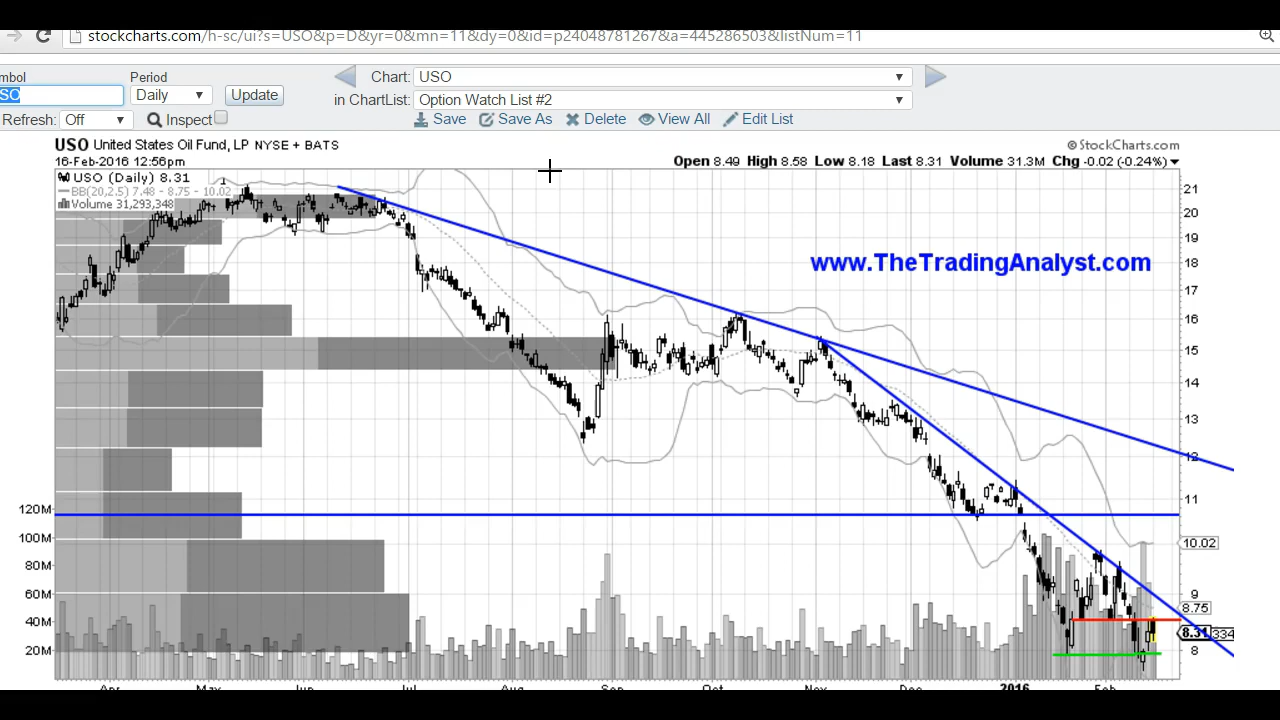 stockcharts.com/h-sc/ui?s=USO&p=D&yr=0&mn=11&dy=0&id=p24048781267&a=445286503&listNum=11
mbol
Period
Chart: USO
SO
Daily
Update
in ChartList: Option Watch List #2
Refresh: Off
Inspect
Save
Save As
Delete
View All
Edit List
USO United States Oil Fund, LP NYSE + BATS
© StockCharts.com
16-Feb-2016 12:56pm
Open 8.49 High 8.58 Low 8.18 Last 8.31 Volume 31.3M Chg -0.02 (-0.24%)
USO (Daily) 8.31
BB(20,2.5) 7.48 - 8.75 - 10.02
Volume 31,293,348
www.TheTradingAnalyst.com
21
20
19
18
17
16
15
14
13
12
11
10.02
9
8.75
8.31
334
8
120M
100M
80M
60M
40M
20M
Apr
May
Jun
Jul
Aug
Sep
Oct
Nov
Dec
2016
Feb